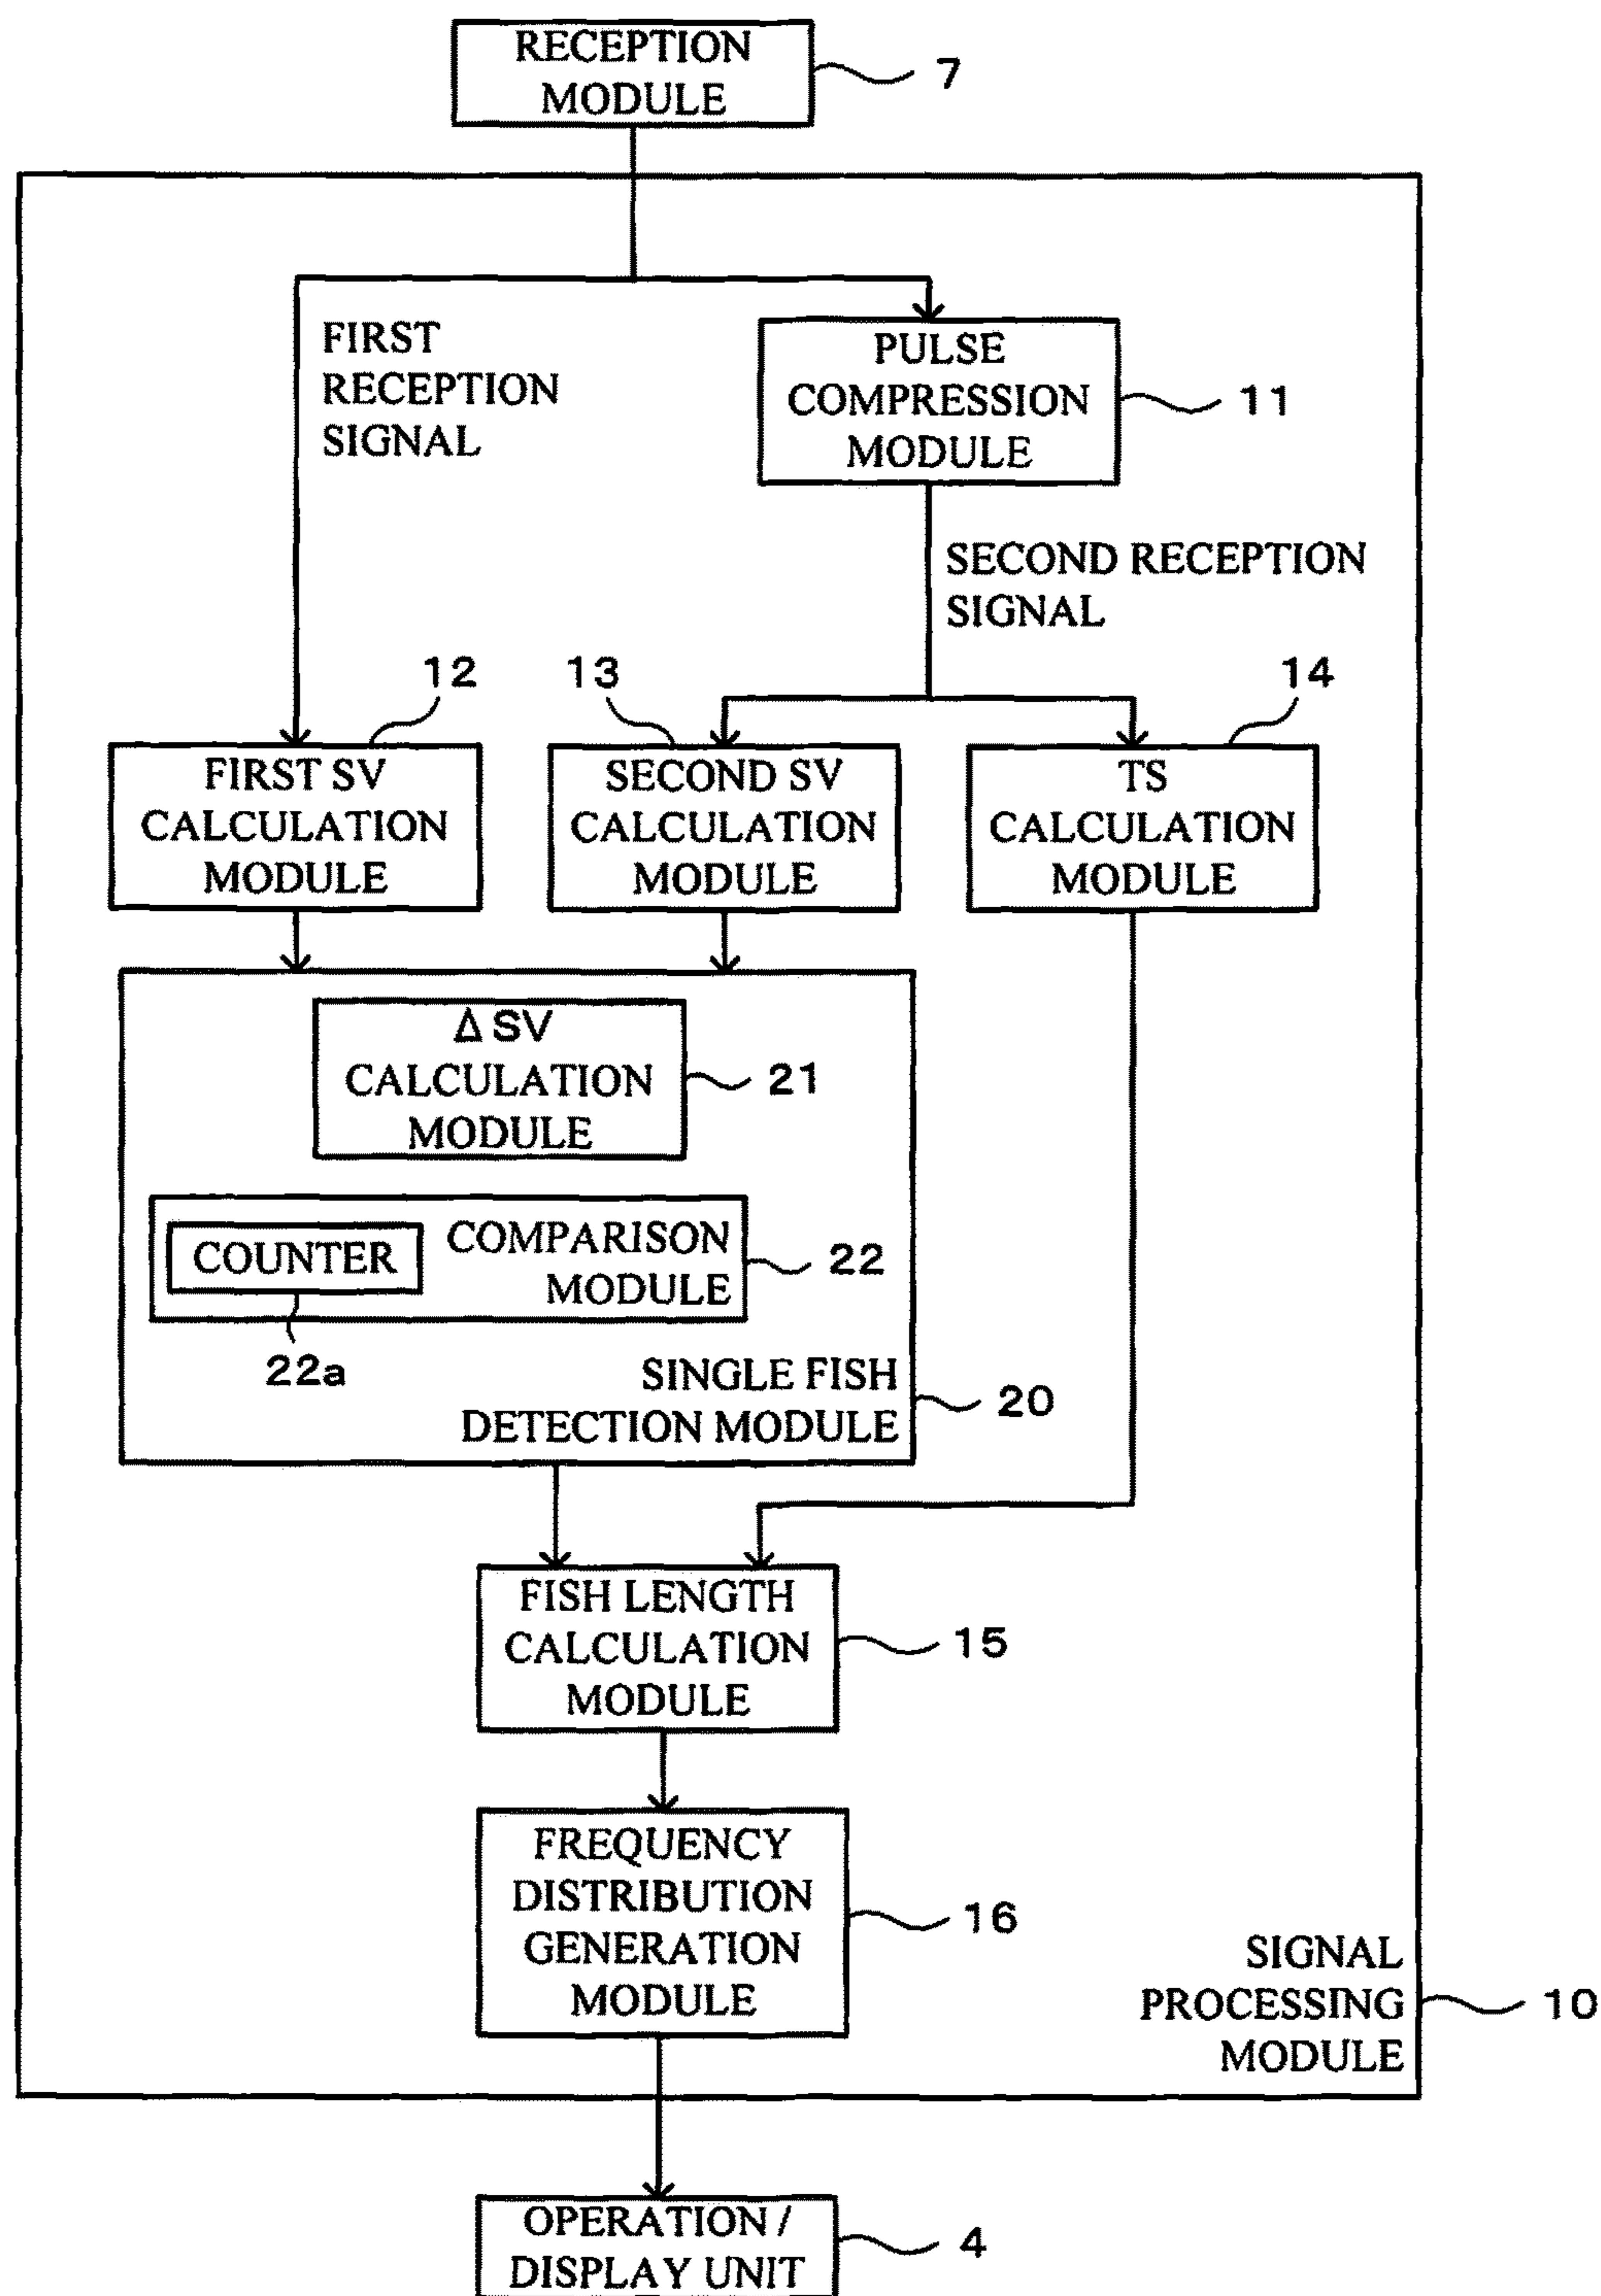 RECEPTION
MODULE
7
FIRST
RECEPTION
SIGNAL
PULSE
COMPRESSION
MODULE
11
SECOND RECEPTION
SIGNAL
12
13
14
FIRST SV
CALCULATION
MODULE
SECOND SV
CALCULATION
MODULE
TS
CALCULATION
MODULE
Δ SV
CALCULATION
MODULE
21
COUNTER
COMPARISON
MODULE
22
22a
SINGLE FISH
DETECTION MODULE
20
FISH LENGTH
CALCULATION
MODULE
15
FREQUENCY
DISTRIBUTION
GENERATION
MODULE
16
SIGNAL
PROCESSING
MODULE
10
OPERATION /
DISPLAY UNIT
4